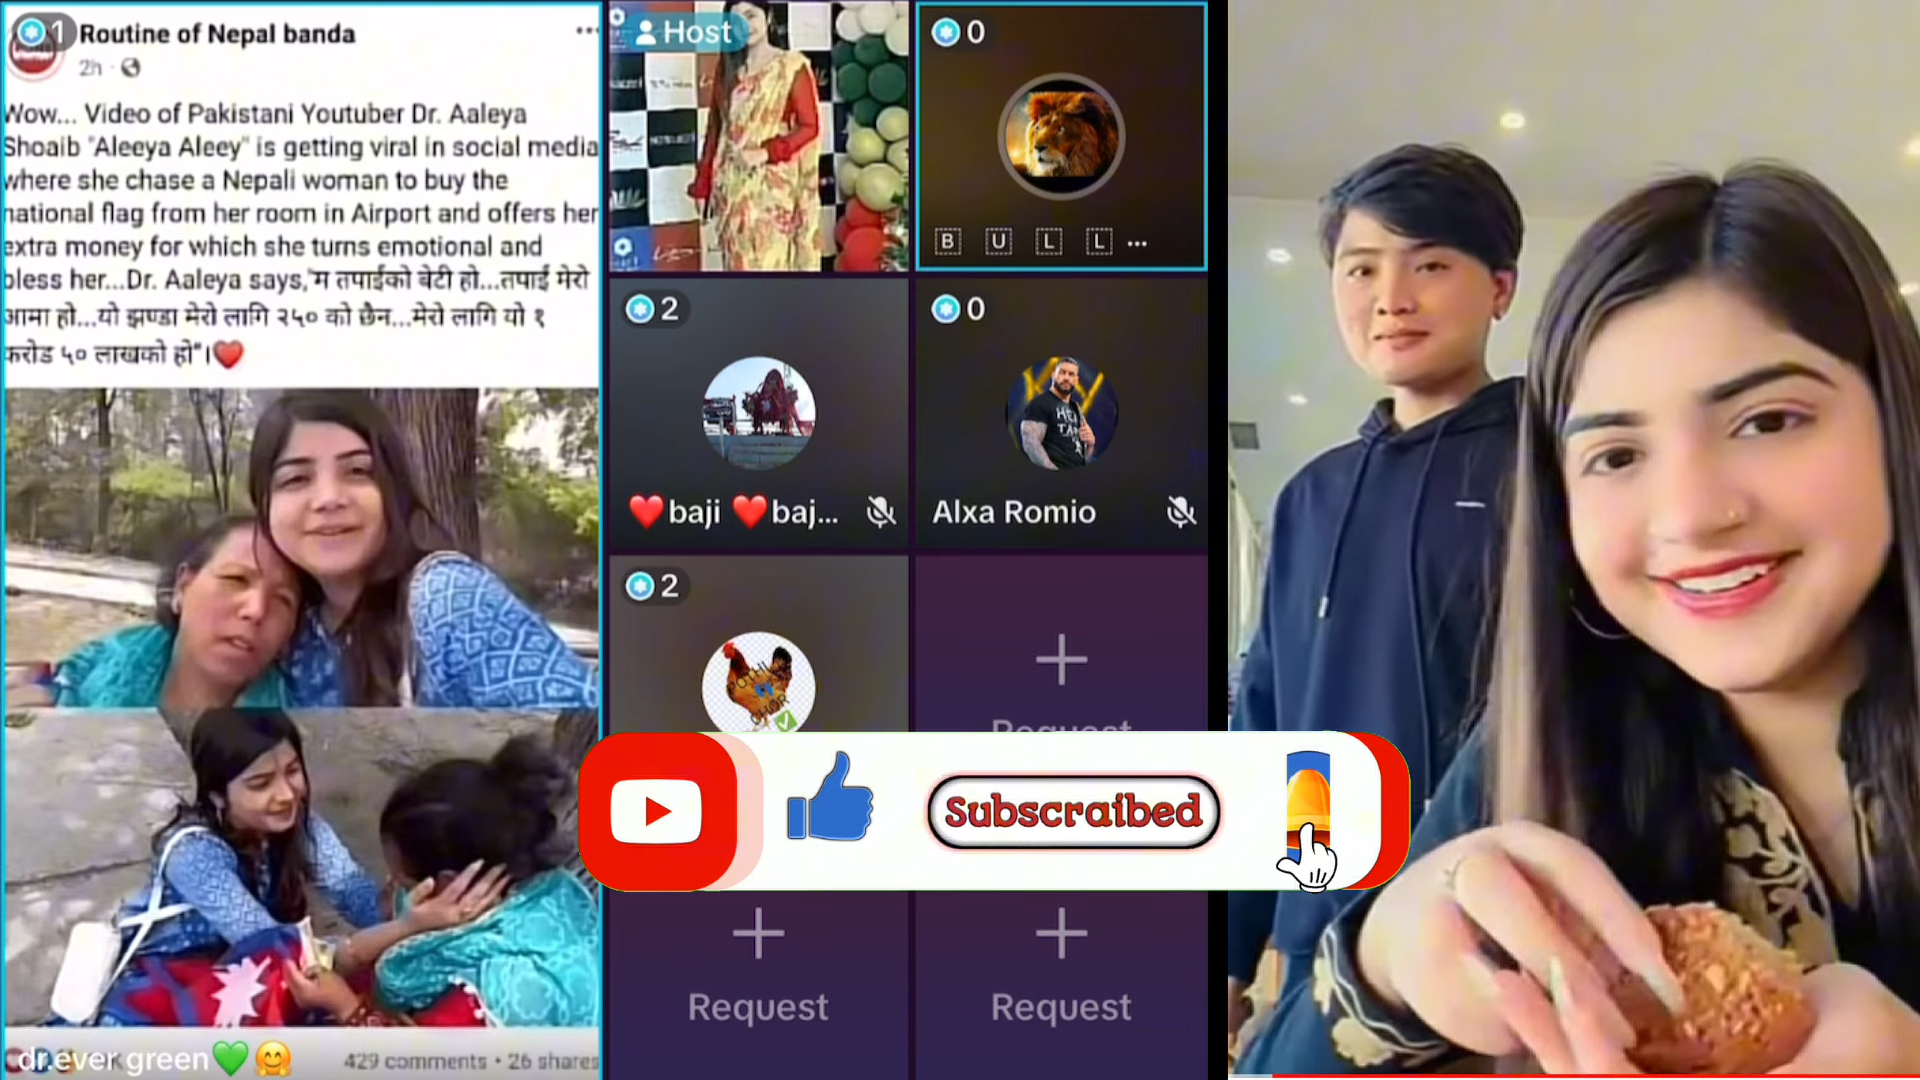 1
Routine of Nepal banda
2h
Wow... Video of Pakistani Youtuber Dr. Aaleya
Shoaib "Aleeya Aleey" is getting viral in social media
where she chase a Nepali woman to buy the
national flag from her room in Airport and offers her
extra money for which she turns emotional and
bless her...Dr. Aaleya says,"म तपाईको बेटी हो...तपाई मेरो
आमा हो...यो झण्डा मेरो लागि २५० को छैन...मेरो लागि यो १
करोड ५० लाखको हो"।❤️
dr.ever green💚🤗
429 comments • 26 shares
Host
0
B U L L ...
2
❤️baji ❤️baj...
0
Alxa Romio
2
CHOR
Request
Subscraibed
Request
Request